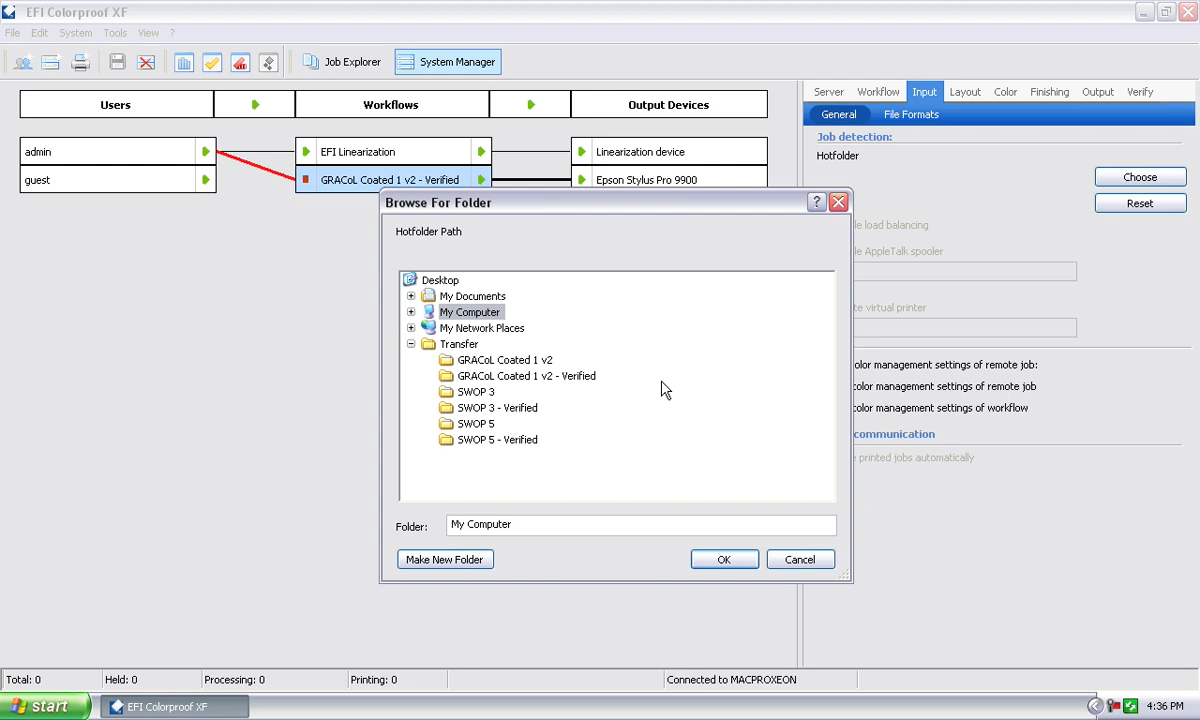 EFI Colorproof XF
File Edit System Tools View ?
Job Explorer System Manager
Users Workflows Output Devices
admin EFI Linearization Linearization device
guest GRACoL Coated 1 v2 - Verified Epson Stylus Pro 9900
Server Workflow Input Layout Color Finishing Output Verify
General File Formats
Job detection:
Hotfolder
Choose
Reset
le load balancing
le AppleTalk spooler
te virtual printer
olor management settings of remote job:
olor management settings of remote job
olor management settings of workflow
communication
e printed jobs automatically
Browse For Folder ?
Hotfolder Path
Desktop
My Documents
My Computer
My Network Places
Transfer
GRACoL Coated 1 v2
GRACoL Coated 1 v2 - Verified
SWOP 3
SWOP 3 - Verified
SWOP 5
SWOP 5 - Verified
Folder: My Computer
Make New Folder OK Cancel
Total: 0 Held: 0 Processing: 0 Printing: 0 Connected to MACPROXEON
start EFI Colorproof XF 4:36 PM